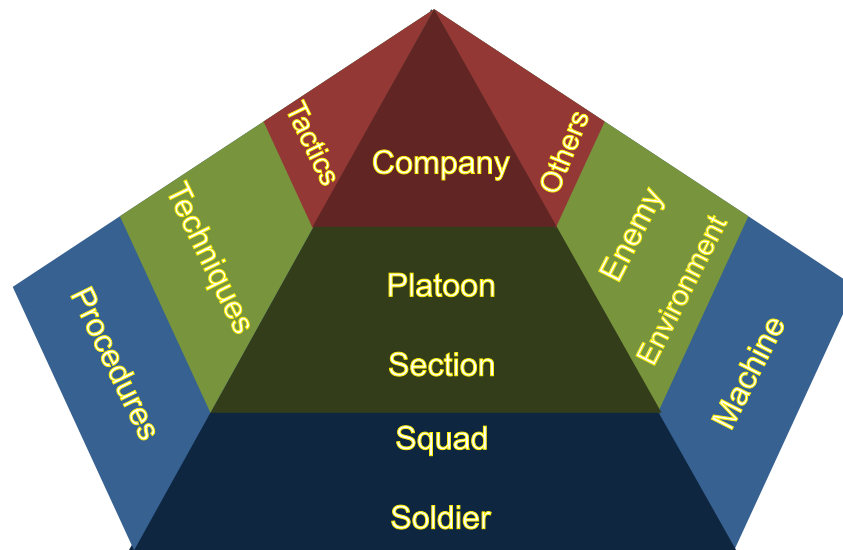 Tactics
Company
Others
Techniques
Platoon
Enemy
Environment
Section
Procedures
Squad
Machine
Soldier